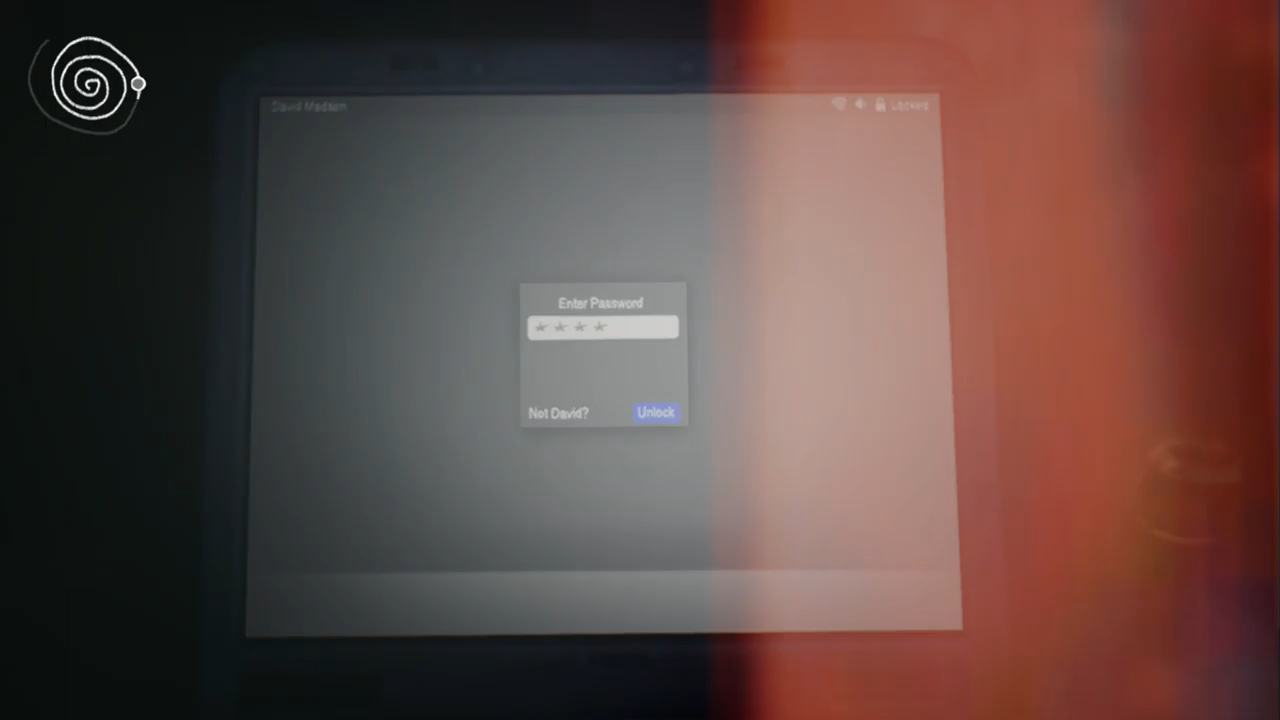 David Madsen
Locked
Enter Password
* * * *
Not David?
Unlock